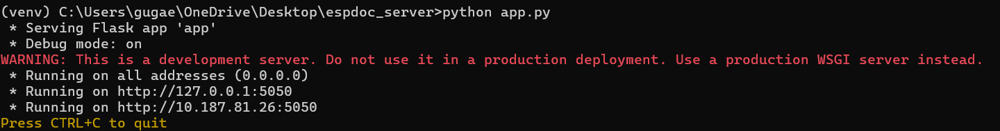 (venv) C:\Users\gugae\OneDrive\Desktop\espdoc_server>python app.py
 * Serving Flask app 'app'
 * Debug mode: on
WARNING: This is a development server. Do not use it in a production deployment. Use a production WSGI server instead.
 * Running on all addresses (0.0.0.0)
 * Running on http://127.0.0.1:5050
 * Running on http://10.187.81.26:5050
Press CTRL+C to quit